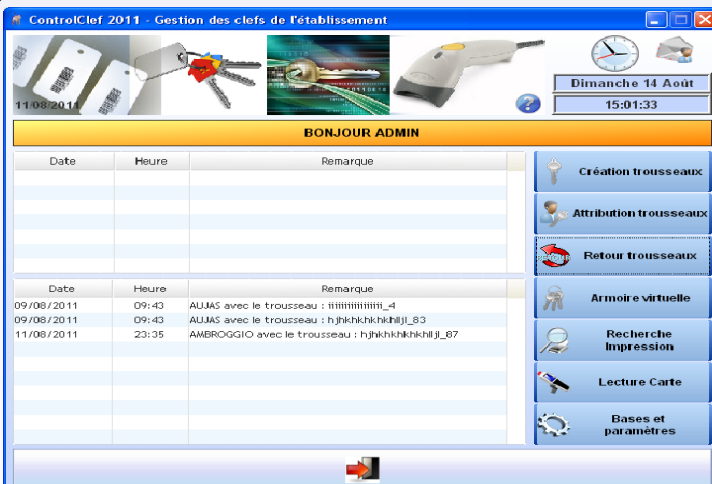 ControlClef 2011 - Gestion des clefs de l'établissement
11/08/2011
Dimanche 14 Août
15:01:33
BONJOUR ADMIN
Date Heure Remarque
Création trousseaux
Attribution trousseaux
Retour trousseaux
Armoire virtuelle
Recherche
Impression
Lecture Carte
Bases et
paramètres
Date Heure Remarque
09/08/2011 09:43 AUJAS avec le trousseau :
09/08/2011 09:43 AUJAS avec le trousseau : hjhkhkhkhklljl_83
11/08/2011 23:35 AMBROGGIO avec le trousseau :